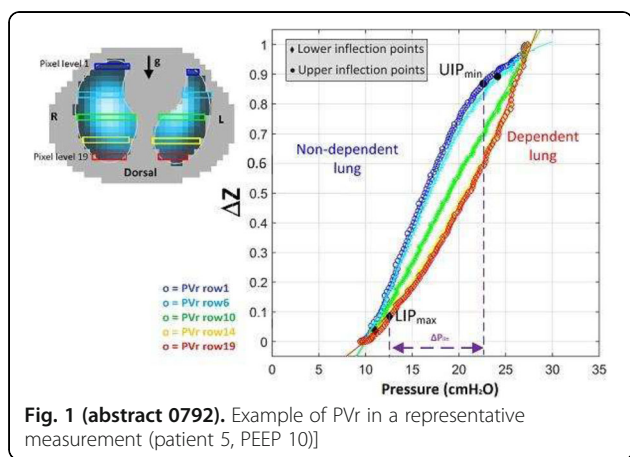 Pixel level 1
g
R
L
Pixel level 19
Dorsal
o = PVr row1
o = PVr row6
o = PVr row10
o = PVr row14
o = PVr row19
ΔZ
1
0.9
0.8
0.7
0.6
0.5
0.4
0.3
0.2
0.1
0
Lower inflection points
Upper inflection points
UIPmin
Non-dependent
lung
Dependent
lung
LIPmax
0 5 10 15 20 25 30 35
Pressure (cmH₂O)
Fig. 1 (abstract 0792). Example of PVr in a representative
measurement (patient 5, PEEP 10)]